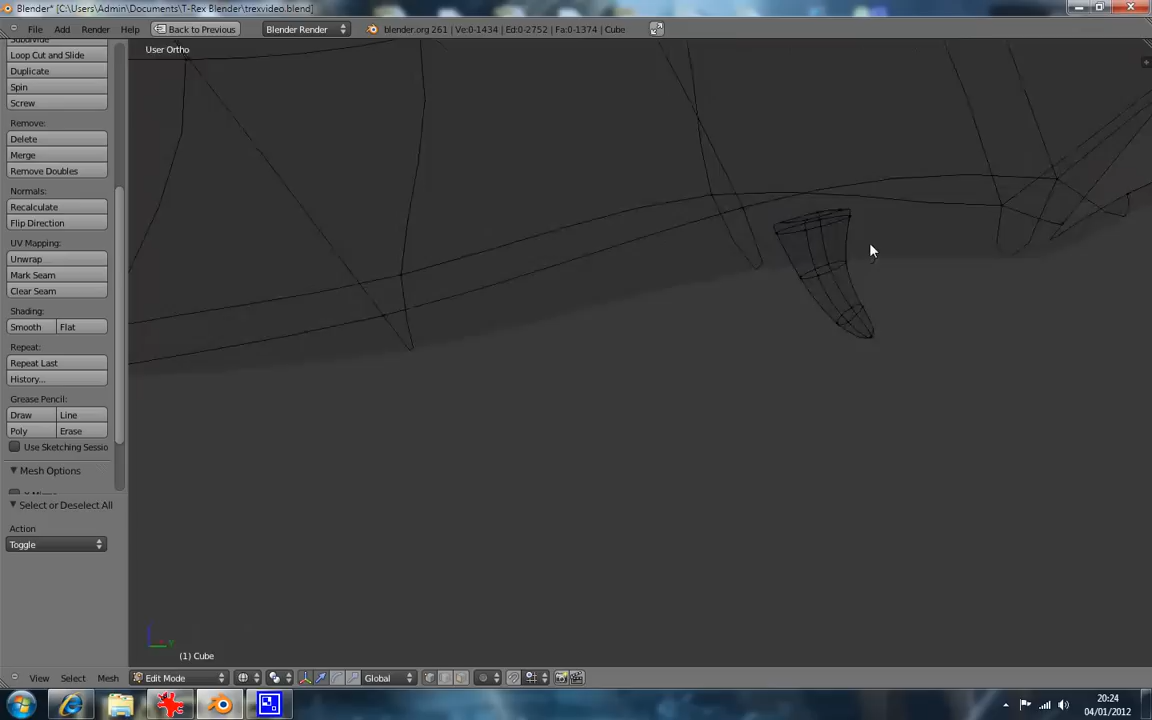 Blender* [C:\Users\Admin\Documents\T-Rex Blender\trexvideo.blend]
File Add Render Help Back to Previous Blender Render blender.org 261 | Ve:0-1434 | Ed:0-2752 | Fa:0-1374 | Cube
User Ortho
Subdivide
Loop Cut and Slide
Duplicate
Spin
Screw
Remove:
Delete
Merge
Remove Doubles
Normals:
Recalculate
Flip Direction
UV Mapping:
Unwrap
Mark Seam
Clear Seam
Shading:
Smooth Flat
Repeat:
Repeat Last
History...
Grease Pencil:
Draw Line
Poly Erase
Use Sketching Sessio
Mesh Options
Select or Deselect All
Action
Toggle
(1) Cube
View Select Mesh Edit Mode Global
20:24
04/01/2012